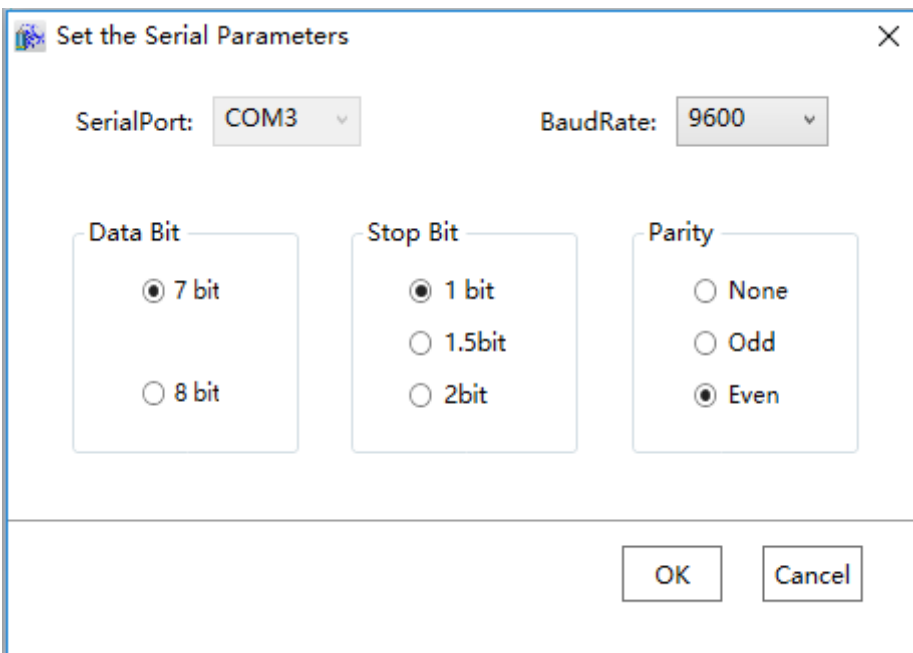 Set the Serial Parameters
SerialPort: COM3 BaudRate: 9600
Data Bit Stop Bit Parity
7 bit 1 bit None
1.5bit Odd
8 bit 2bit Even
OK Cancel